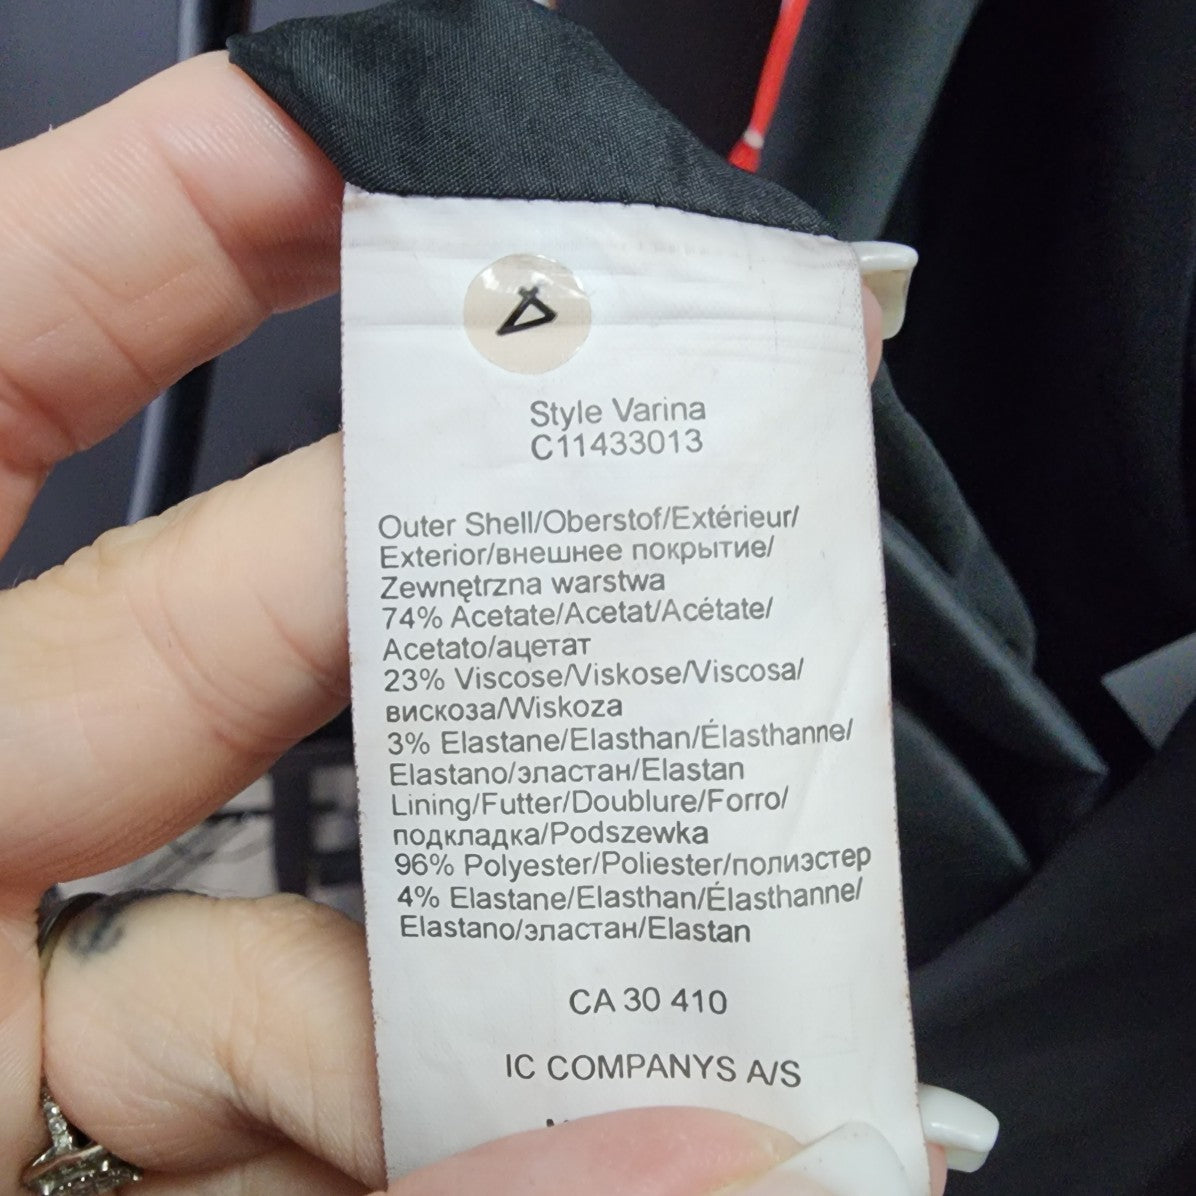 Style Varina
C11433013
Outer Shell/Oberstof/Extérieur/
Exterior/внешнее покрытие/
Zewnętrzna warstwa
74% Acetate/Acetat/Acétate/
Acetato/ацетат
23% Viscose/Viskose/Viscosa/
вискоза/Wiskoza
3% Elastane/Elasthan/Élasthanne/
Elastano/эластан/Elastan
Lining/Futter/Doublure/Forro/
подкладка/Podszewka
96% Polyester/Poliester/полиэстер
4% Elastane/Elasthan/Élasthanne/
Elastano/эластан/Elastan
CA 30 410
IC COMPANYS A/S